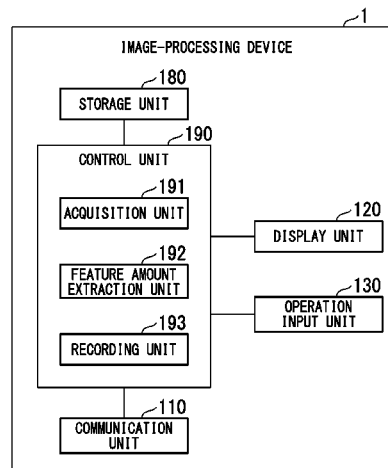 1
IMAGE-PROCESSING DEVICE
180
STORAGE UNIT
190
CONTROL UNIT
191
ACQUISITION UNIT
120
DISPLAY UNIT
192
FEATURE AMOUNT
EXTRACTION UNIT
130
OPERATION
INPUT UNIT
193
RECORDING UNIT
110
COMMUNICATION
UNIT